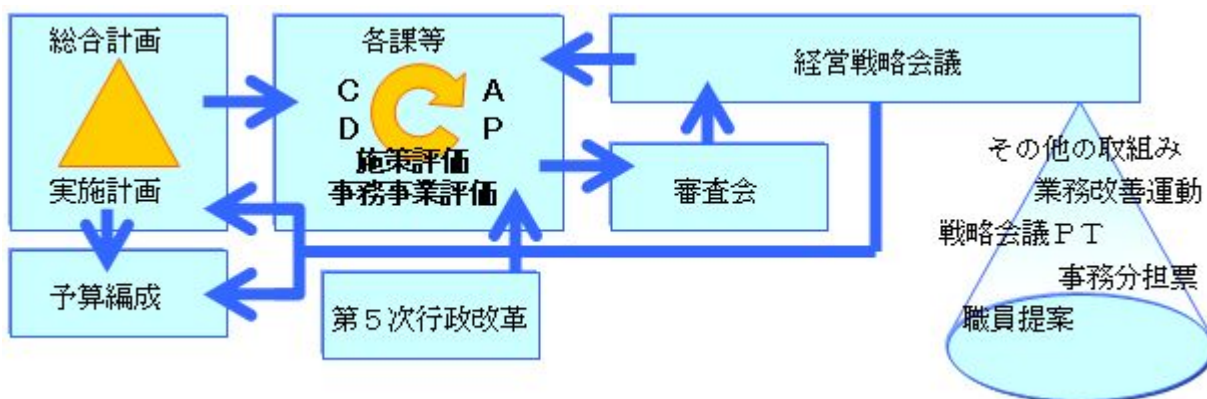 総合計画
実施計画
予算編成
各課等
C A
D P
施策評価
事務事業評価
第5次行政改革
経営戦略会議
審査会
その他の取組み
業務改善運動
戦略会議PT
事務分担票
職員提案